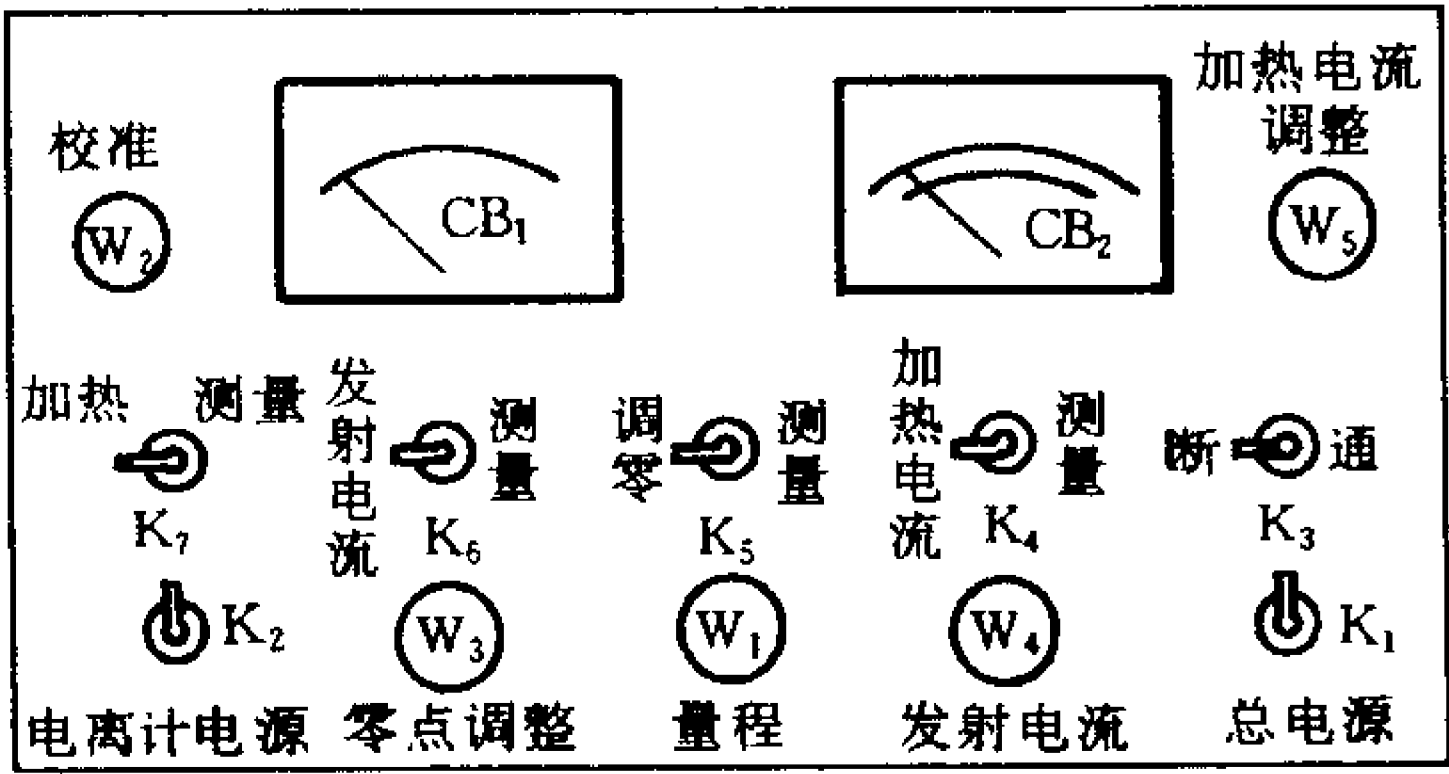 加热电流
调整
校准
W₂
CB₁
CB₂
W₅
加热
测量
K₇
发射电流
测量
K₆
调零
测量
K₅
加热电流
测量
K₄
断
通
K₃
K₂
W₃
W₁
W₄
K₁
电离计电源
零点调整
量程
发射电流
总电源